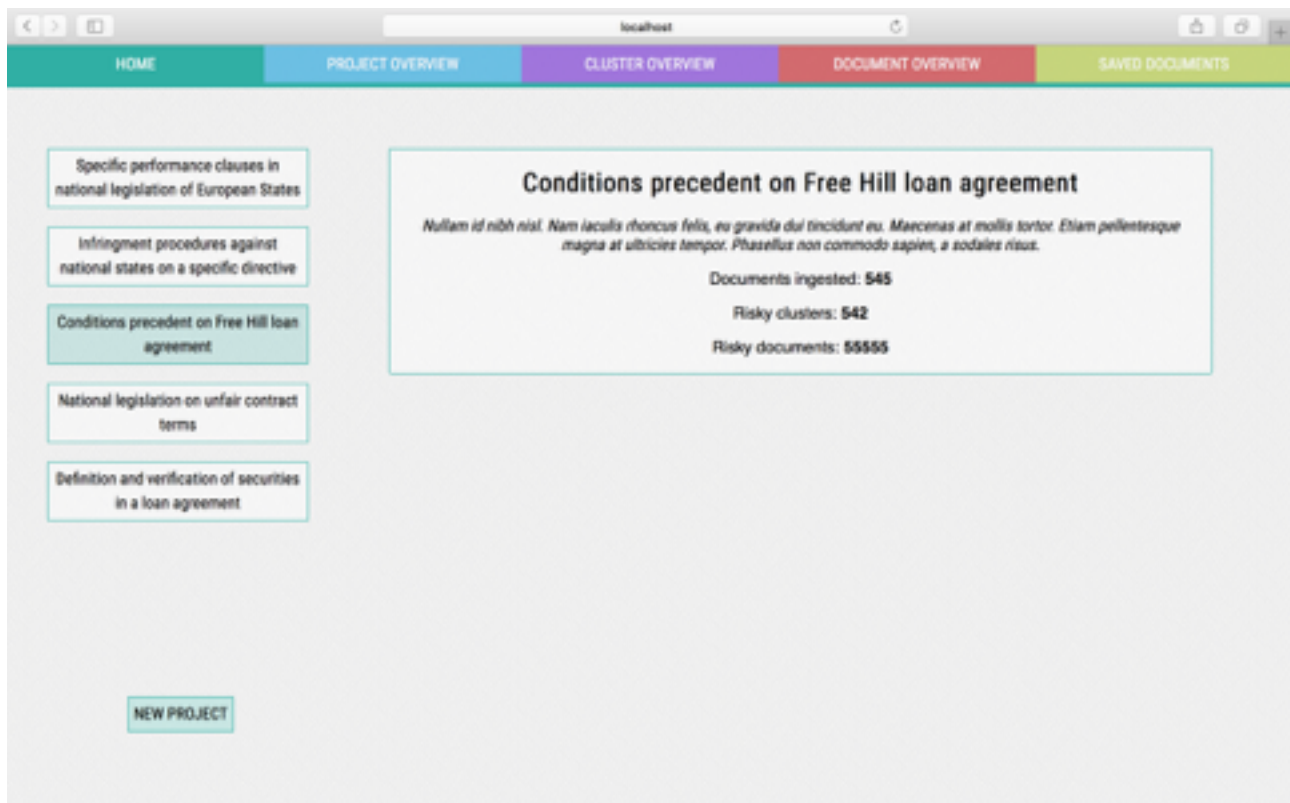 localhost
HOME
PROJECT OVERVIEW
CLUSTER OVERVIEW
DOCUMENT OVERVIEW
SAVED DOCUMENTS
Specific performance clauses in
national legislation of European States
Infringment procedures against
national states on a specific directive
Conditions precedent on Free Hill loan
agreement
National legislation on unfair contract
terms
Definition and verification of securities
in a loan agreement
NEW PROJECT
Conditions precedent on Free Hill loan agreement
Nullam id nibh nisl. Nam iaculis rhoncus felis, eu gravida dui tincidunt eu. Maecenas at mollis tortor. Etiam pellentesque
magna at ultricies tempor. Phasellus non commodo sapien, a sodales risus.
Documents ingested: 545
Risky clusters: 542
Risky documents: 55555